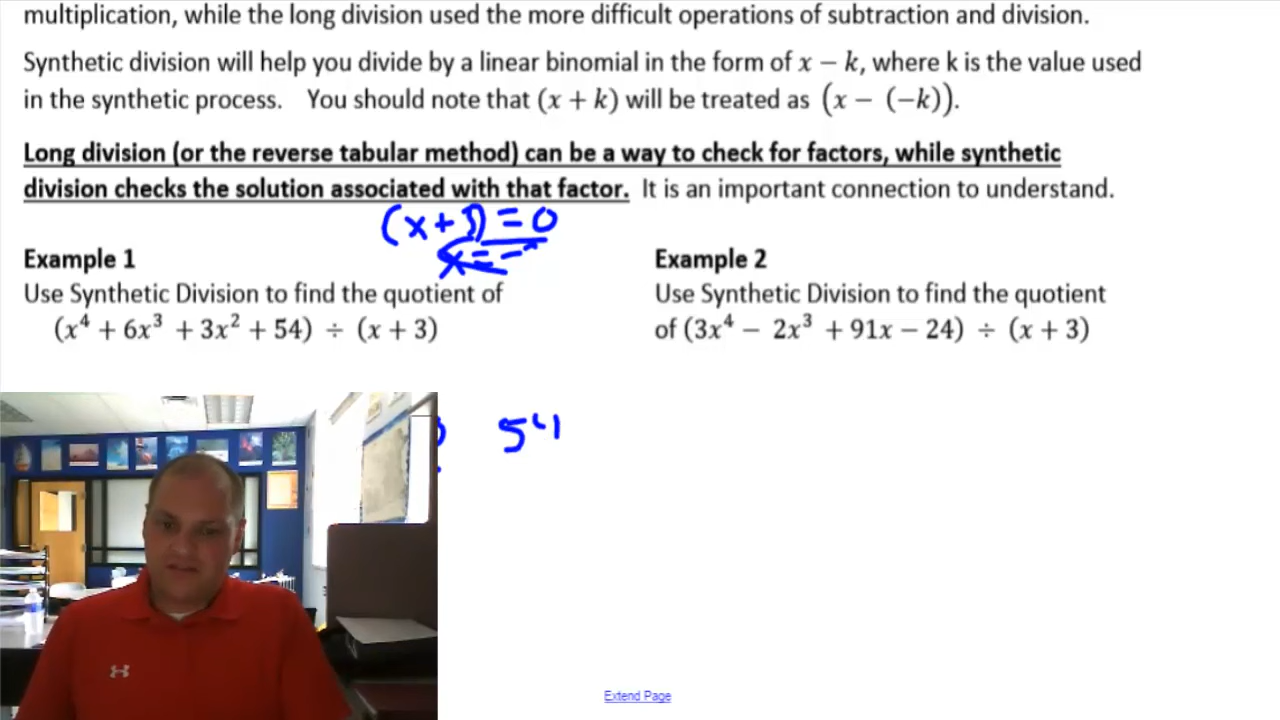 multiplication, while the long division used the more difficult operations of subtraction and division.
Synthetic division will help you divide by a linear binomial in the form of x − k, where k is the value used
in the synthetic process. You should note that (x + k) will be treated as (x − (−k)).
Long division (or the reverse tabular method) can be a way to check for factors, while synthetic
division checks the solution associated with that factor. It is an important connection to understand.
(x+3) = 0
x = -
Example 1
Use Synthetic Division to find the quotient of
(x⁴ + 6x³ + 3x² + 54) ÷ (x + 3)
Example 2
Use Synthetic Division to find the quotient
of (3x⁴ − 2x³ + 91x − 24) ÷ (x + 3)
54
Extend Page